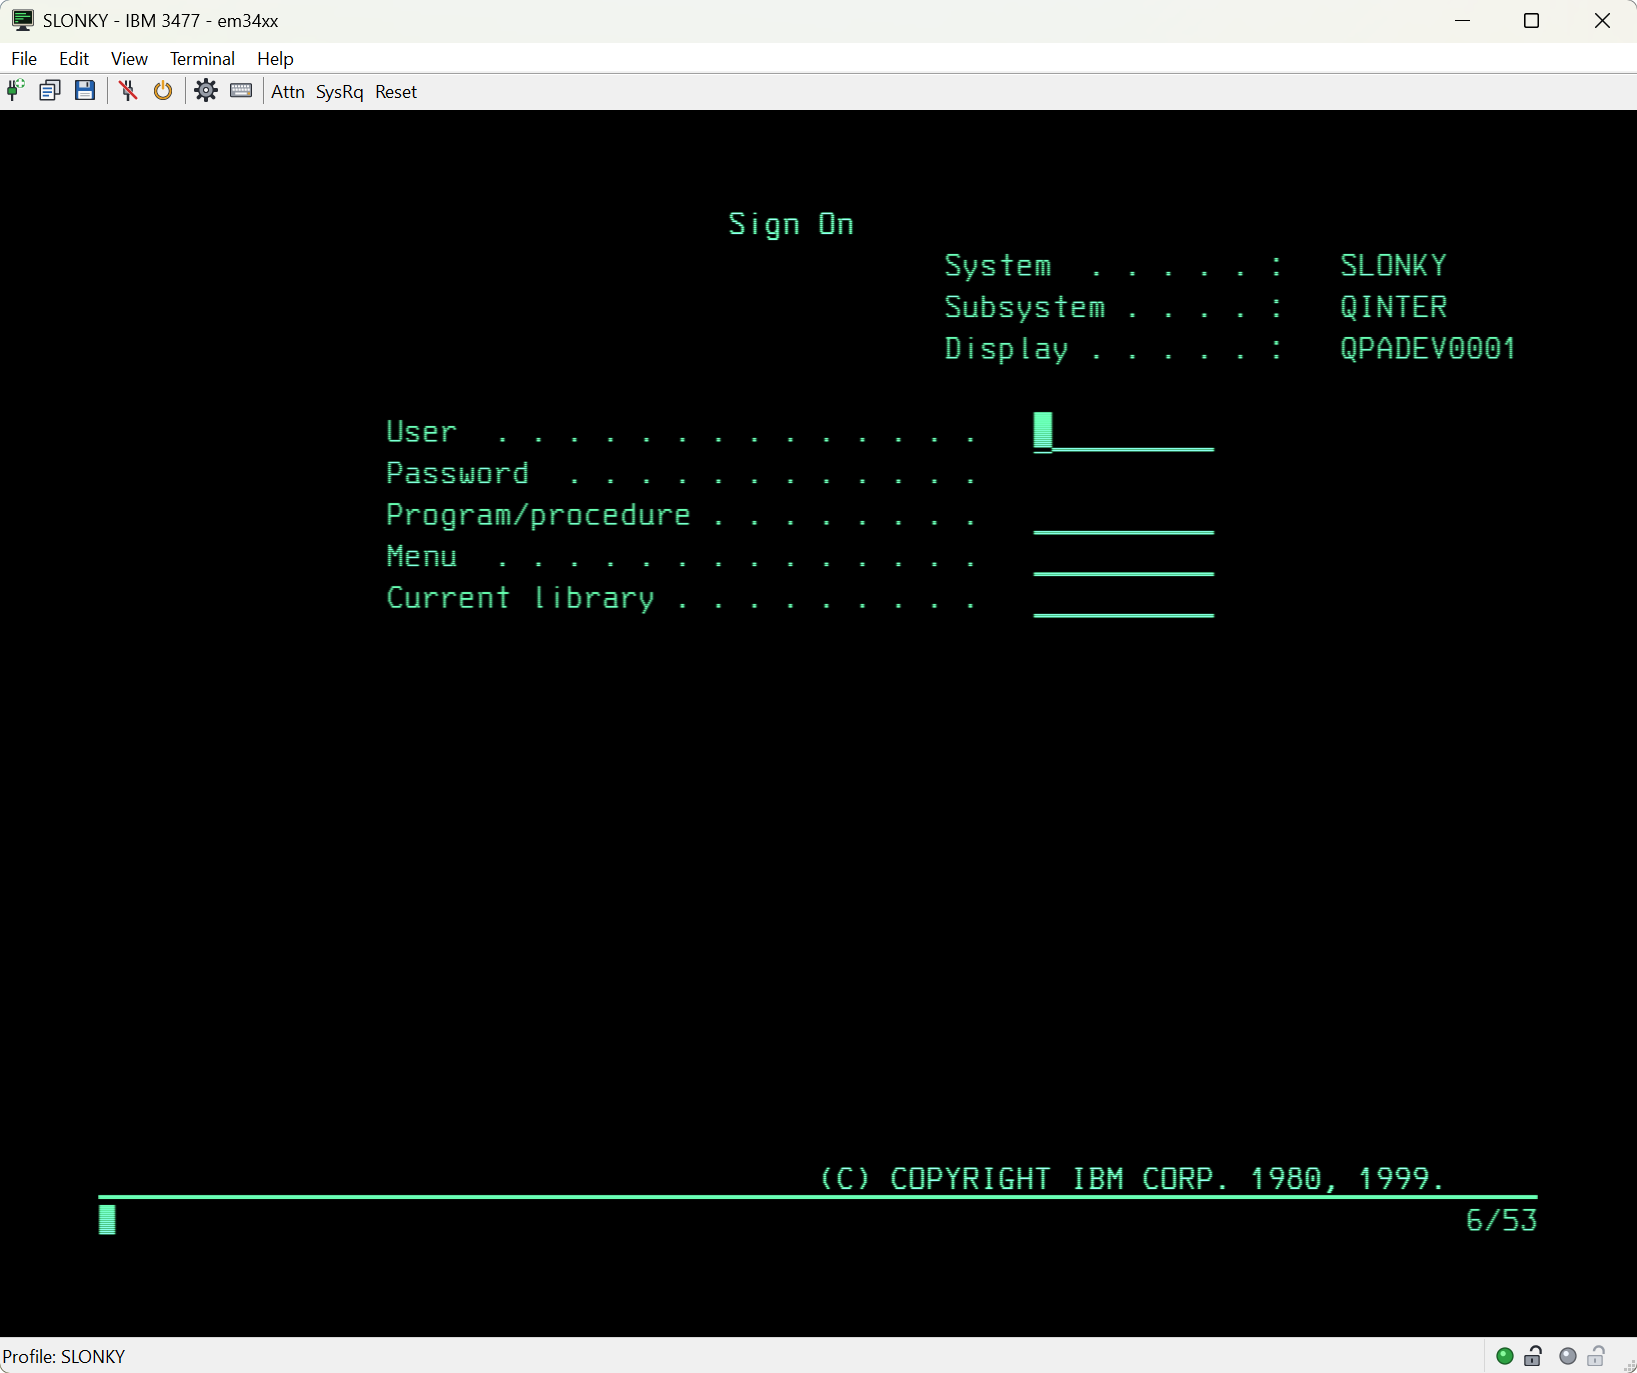 SLONKY - IBM 3477 - em34xx
File Edit View Terminal Help
Attn SysRq Reset
Sign On
System . . . . . : SLONKY
Subsystem . . . . : QINTER
Display . . . . . : QPADEV0001
User . . . . . . . . . . . . . .
Password . . . . . . . . . . . .
Program/procedure . . . . . . . .
Menu . . . . . . . . . . . . . .
Current library . . . . . . . . .
(C) COPYRIGHT IBM CORP. 1980, 1999.
6/53
Profile: SLONKY